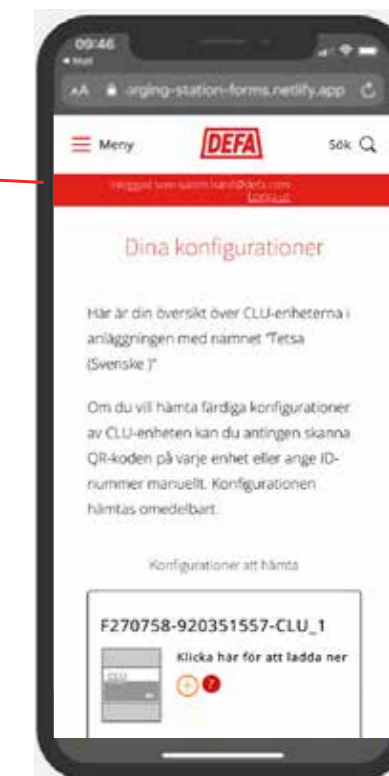 09:46
AA arging-station-forms.netlify.app
Meny DEFA Sök
Dina konfigurationer
Här är din översikt över CLU-enheterna i
anläggningen med namnet "Tetsa
(Svenske )"
Om du vill hämta färdiga konfigurationer
av CLU-enheten kan du antingen skanna
QR-koden på varje enhet eller ange ID-
nummer manuellt. Konfigurationen
hämtas omedelbart.
Konfigurationer att hämta
F270758-920351557-CLU_1
Klicka här för att ladda ner
CLU
7